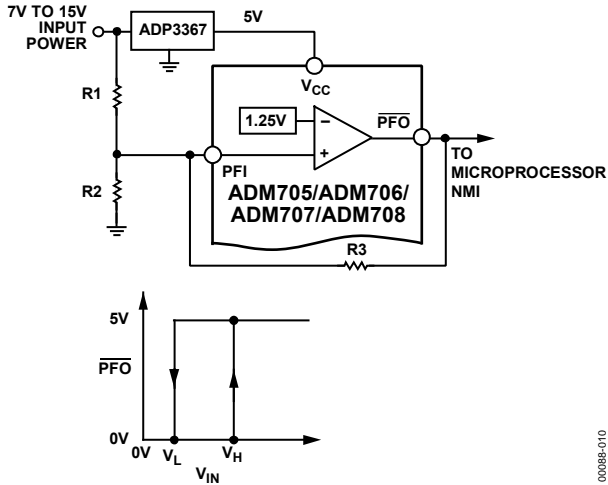 7V TO 15V
INPUT
POWER
ADP3367
5V
VCC
R1
1.25V
PFO
PFI
TO
MICROPROCESSOR
NMI
R2
ADM705/ADM706/
ADM707/ADM708
R3
5V
PFO
0V
0V
VL
VH
VIN
00088-010